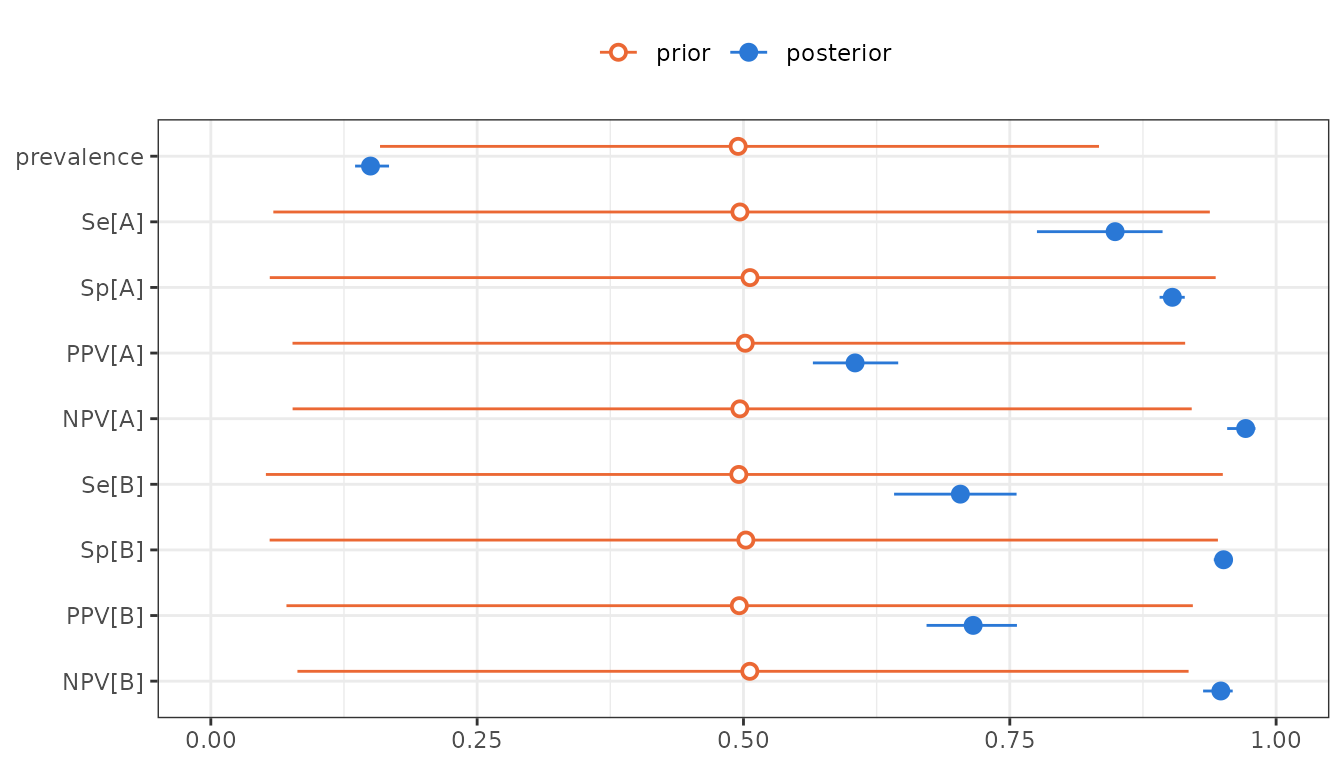 prior posterior
prevalence
Se[A]
Sp[A]
PPV[A]
NPV[A]
Se[B]
Sp[B]
PPV[B]
NPV[B]
0.00 0.25 0.50 0.75 1.00